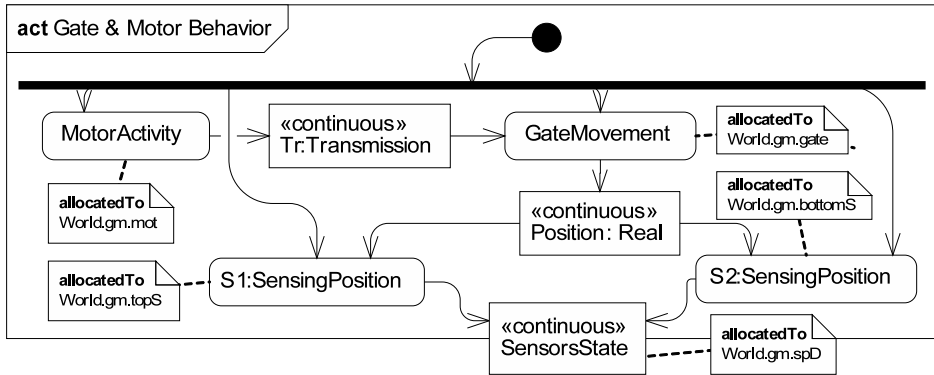 act Gate & Motor Behavior
MotorActivity
«continuous»
Tr:Transmission
GateMovement
allocatedTo
World.gm.gate
allocatedTo
World.gm.mot
«continuous»
Position: Real
allocatedTo
World.gm.bottomS
allocatedTo
World.gm.topS
S1:SensingPosition
S2:SensingPosition
«continuous»
SensorsState
allocatedTo
World.gm.spD